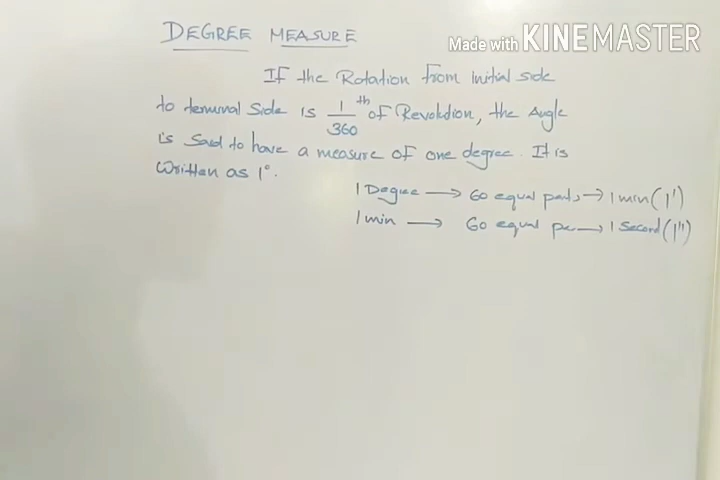 DEGREE MEASURE
Made with KINEMASTER
If the Rotation from initial side
to terminal side is 1/360 th of Revolution, the Angle
is said to have a measure of one degree. It is
Written as 1°.
1 Degree → 60 equal parts → 1 min (1')
1 min → 60 equal par → 1 Second (1")